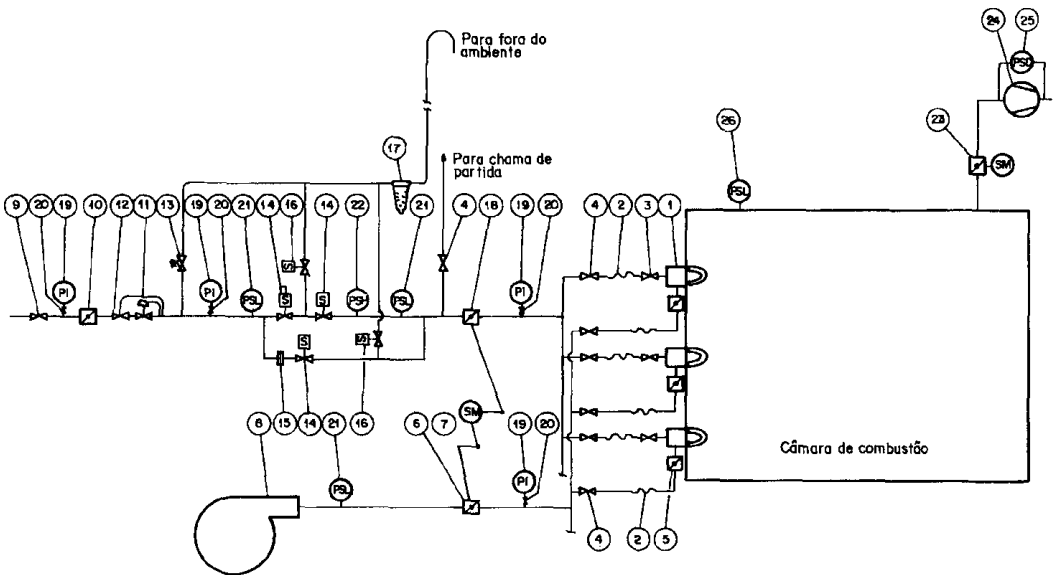 24 25
PSD
Para fora do
ambiente
26
23
SM
17
Para chama de
partida
PSL
9 20 19 10 12 11 13 19 20 21 14 16 14 22 21 4 18 19 20 4 2 3 1
S
PI
PI
PSL
S
S
PSH
PSL
PI
S
S
15 14 16
8 21
SM
6 7
19 20
PSL
PI
Câmara de combustão
4 2 5